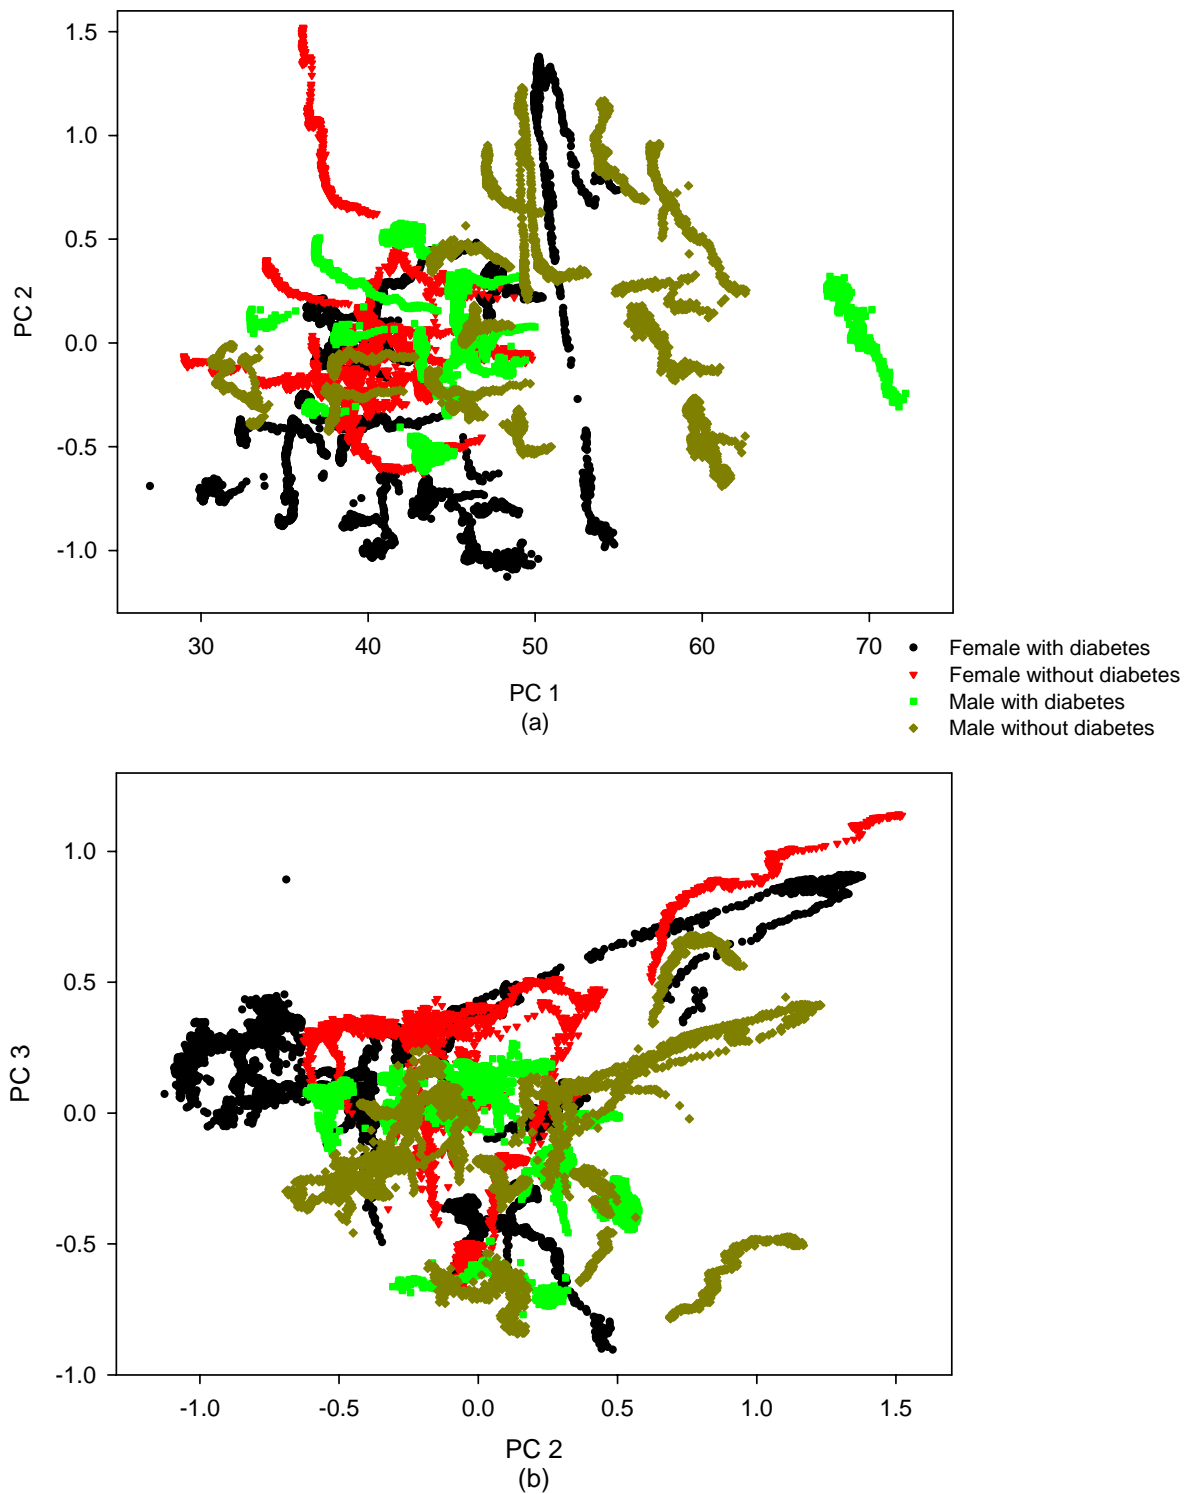 1.5
1.0
0.5
0.0
-0.5
-1.0
PC 2
30 40 50 60 70
PC 1
(a)
Female with diabetes
Female without diabetes
Male with diabetes
Male without diabetes
1.0
0.5
0.0
-0.5
-1.0
PC 3
-1.0 -0.5 0.0 0.5 1.0 1.5
PC 2
(b)